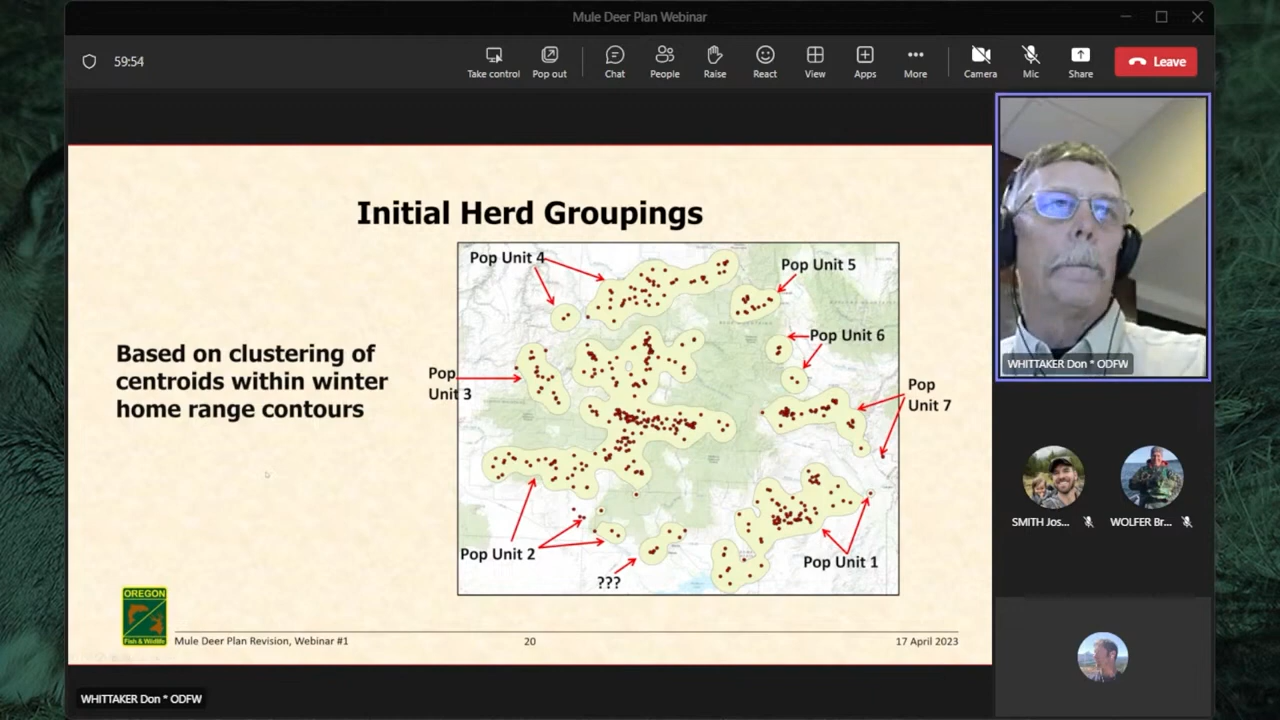 Mule Deer Plan Webinar
59:54
Take control
Pop out
Chat
People
Raise
React
View
Apps
More
Camera
Mic
Share
Leave
Initial Herd Groupings
Based on clustering of
centroids within winter
home range contours
Pop Unit 4
Pop Unit 5
Pop Unit 6
Pop
Unit 3
Pop
Unit 7
Pop Unit 2
???
Pop Unit 1
OREGON
Fish & Wildlife
Mule Deer Plan Revision, Webinar #1
20
17 April 2023
WHITTAKER Don * ODFW
SMITH Jos...
WOLFER Br...
WHITTAKER Don * ODFW